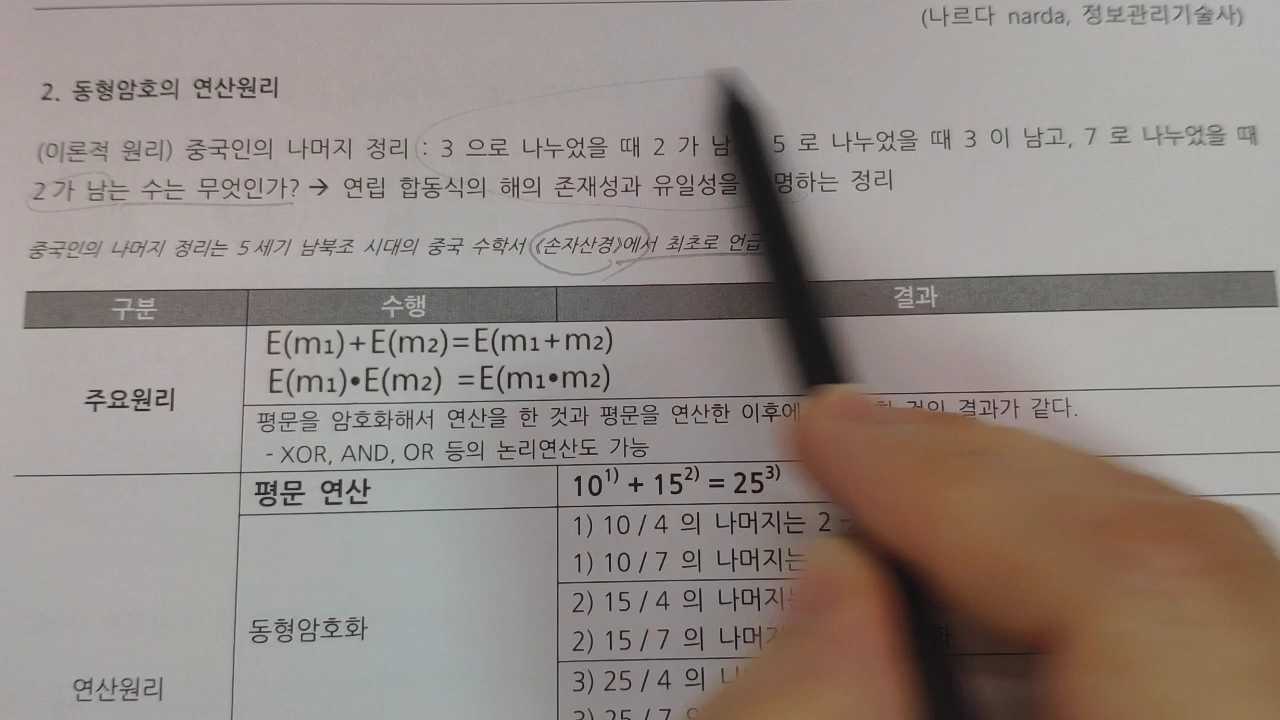 (나르다 narda, 정보관리기술사)
2. 동형암호의 연산원리
(이론적 원리) 중국인의 나머지 정리 : 3 으로 나누었을 때 2 가 남 5 로 나누었을 때 3 이 남고, 7 로 나누었을 때
2 가 남는 수는 무엇인가? → 연립 합동식의 해의 존재성과 유일성을 명하는 정리
중국인의 나머지 정리는 5 세기 남북조 시대의 중국 수학서 《손자산경》에서 최초로 언급
구분 수행 결과
E(m₁)+E(m₂)=E(m₁+m₂)
E(m₁)•E(m₂) =E(m₁•m₂)
주요원리
평문을 암호화해서 연산을 한 것과 평문을 연산한 이후에 것의 결과가 같다.
- XOR, AND, OR 등의 논리연산도 가능
평문 연산 10¹⁾ + 15²⁾ = 25³⁾
1) 10 / 4 의 나머지는 2
1) 10 / 7 의 나머지는
2) 15 / 4 의 나머지
동형암호화
2) 15 / 7 의 나머지
3) 25 / 4 의
연산원리
3) 25 / 7 의